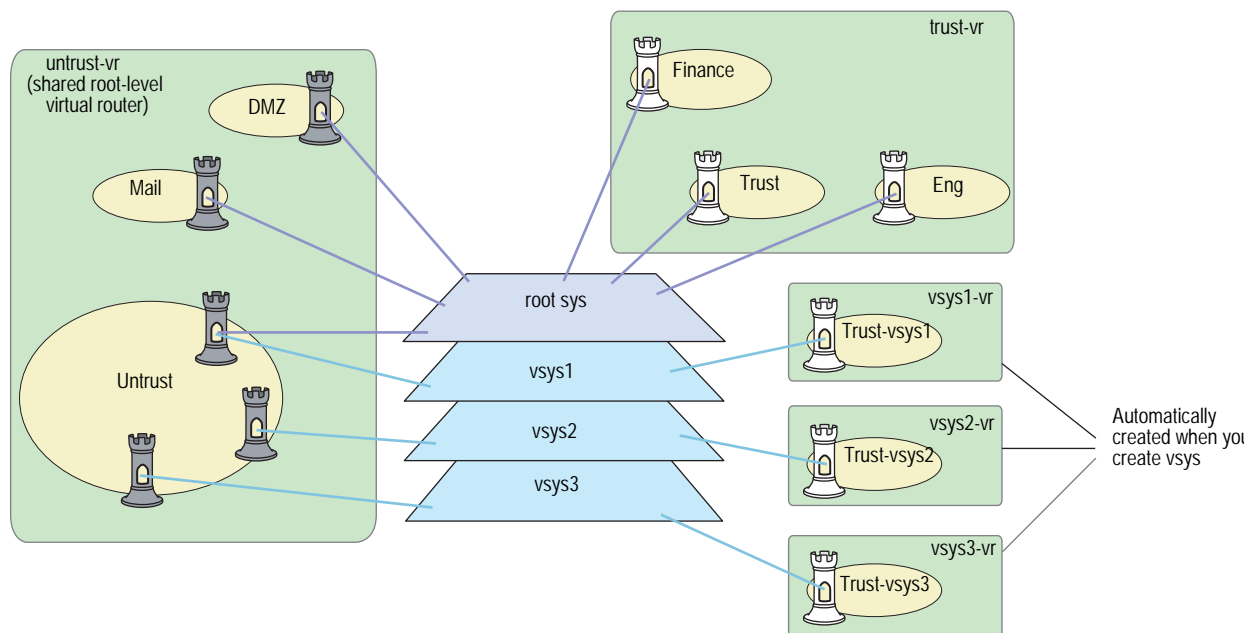 untrust-vr
(shared root-level
virtual router)
DMZ
Mail
Untrust
trust-vr
Finance
Trust
Eng
root sys
vsys1
vsys2
vsys3
vsys1-vr
Trust-vsys1
vsys2-vr
Trust-vsys2
vsys3-vr
Trust-vsys3
Automatically
created when you
create vsys